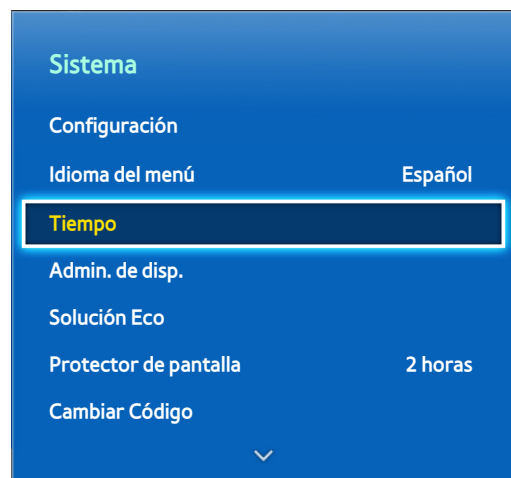 Sistema
Configuración
Idioma del menú Español
Tiempo
Admin. de disp.
Solución Eco
Protector de pantalla 2 horas
Cambiar Código